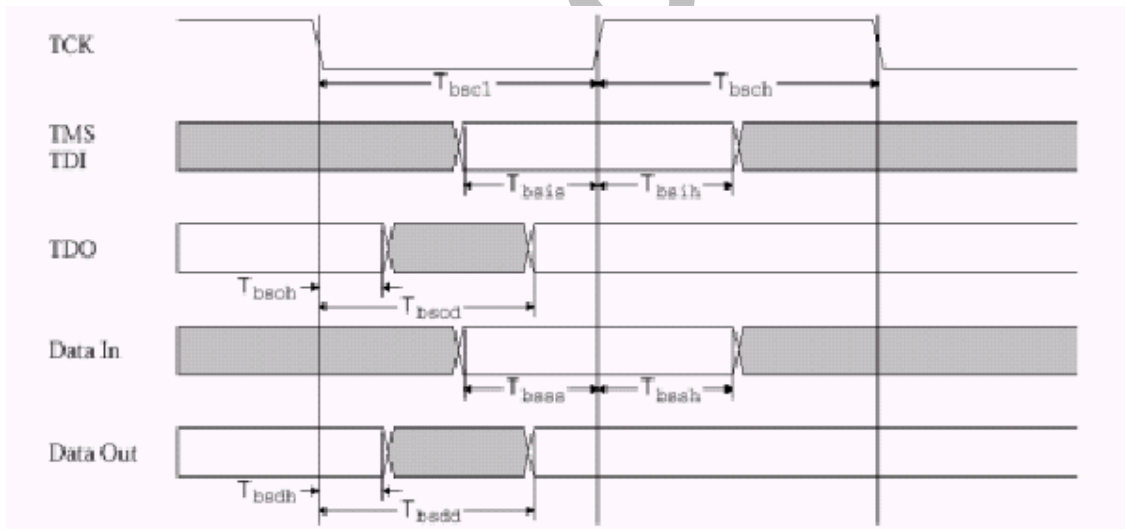 TCK
Tbscl
Tbsch
TMS
TDI
Tbsis
Tbsih
TDO
Tbsoh
Tbsod
Data In
Tbsss
Tbssh
Data Out
Tbsdh
Tbsdd